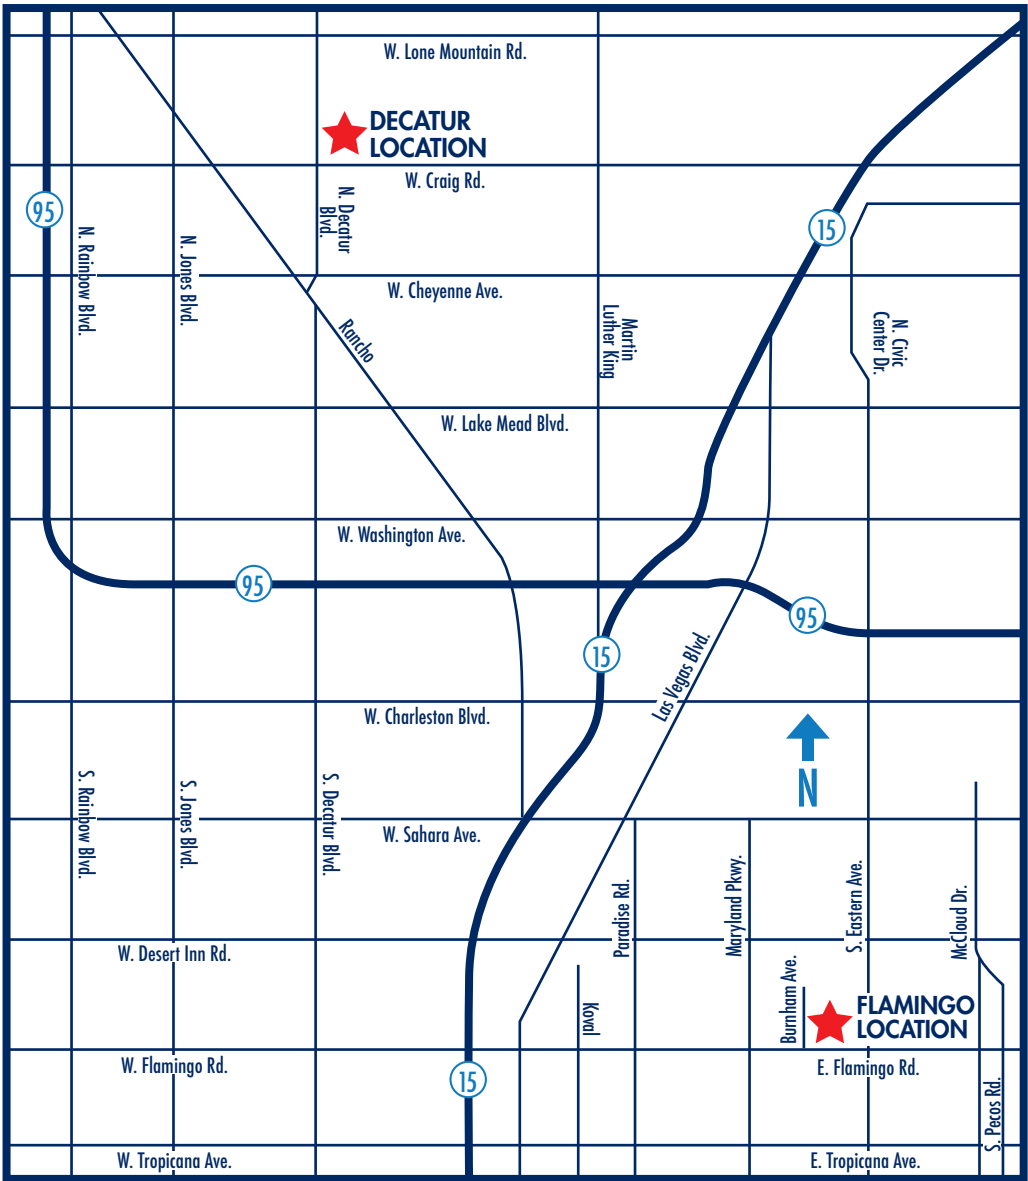 W. Lone Mountain Rd.
DECATUR
LOCATION
W. Craig Rd.
95
N. Decatur
Blvd.
15
N. Rainbow Blvd.
N. Jones Blvd.
W. Cheyenne Ave.
Rancho
Martin
Luther King
N. Civic
Center Dr.
W. Lake Mead Blvd.
W. Washington Ave.
95
95
15
Las Vegas Blvd.
W. Charleston Blvd.
N
S. Rainbow Blvd.
S. Jones Blvd.
S. Decatur Blvd.
W. Sahara Ave.
Paradise Rd.
Maryland Pkwy.
S. Eastern Ave.
McCloud Dr.
W. Desert Inn Rd.
Koval
Burnham Ave.
FLAMINGO
LOCATION
W. Flamingo Rd.
15
E. Flamingo Rd.
S. Pecos Rd.
W. Tropicana Ave.
E. Tropicana Ave.